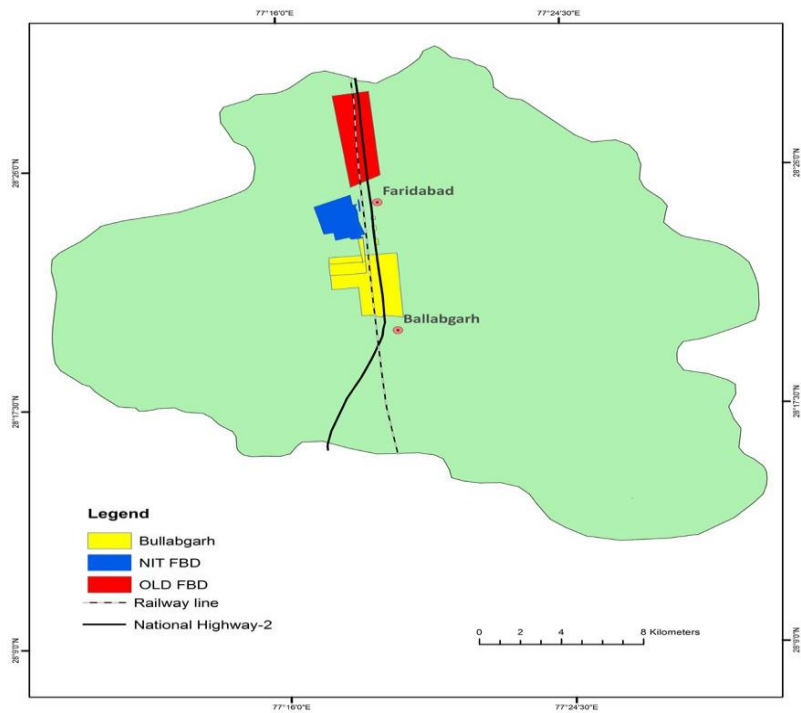 77°16'0"E 77°24'30"E
28°26'0"N 28°26'0"N
Faridabad
Ballabgarh
28°17'30"N 28°17'30"N
Legend
Bullabgarh
NIT FBD
OLD FBD
Railway line
National Highway-2
0 2 4 8 Kilometers
28°9'0"N 28°9'0"N
77°16'0"E 77°24'30"E